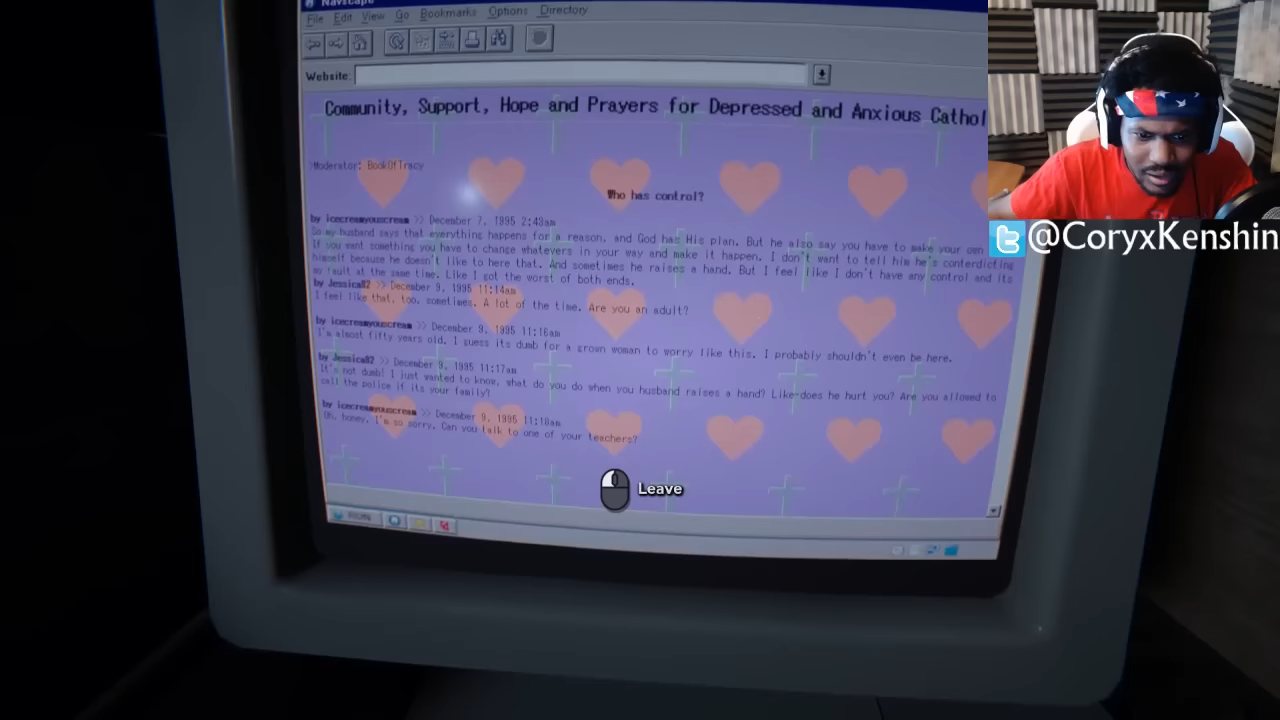 Navscape
File Edit View Go Bookmarks Options Directory
Website:
Community, Support, Hope and Prayers for Depressed and Anxious Cathol
Moderator: BookOfTracy
Who has control?
by icecreamyouscream >> December 7, 1995 2:43am
So my husband says that everything happens for a reason, and God has His plan. But he also say you have to make your own
If you want something you have to change whatevers in your way and make it happen. I don't want to tell him he's conterdicting
himself because he doesn't like to here that. And sometimes he raises a hand. But I feel like I don't have any control and its
my fault at the same time. Like I got the worst of both ends.
by Jessica82 >> December 9, 1995 11:14am
I feel like that, too, sometimes. A lot of the time. Are you an adult?
by icecreamyouscream >> December 9, 1995 11:16am
I'm almost fifty years old. I guess its dumb for a grown woman to worry like this. I probably shouldn't even be here.
by Jessica82 >> December 9, 1995 11:17am
It's not dumb! I just wanted to know, what do you do when you husband raises a hand? Like does he hurt you? Are you allowed to
call the police if its your family?
by icecreamyouscream >> December 9, 1995 11:18am
Oh, honey, I'm so sorry. Can you talk to one of your teachers?
Leave
@CoryxKenshin